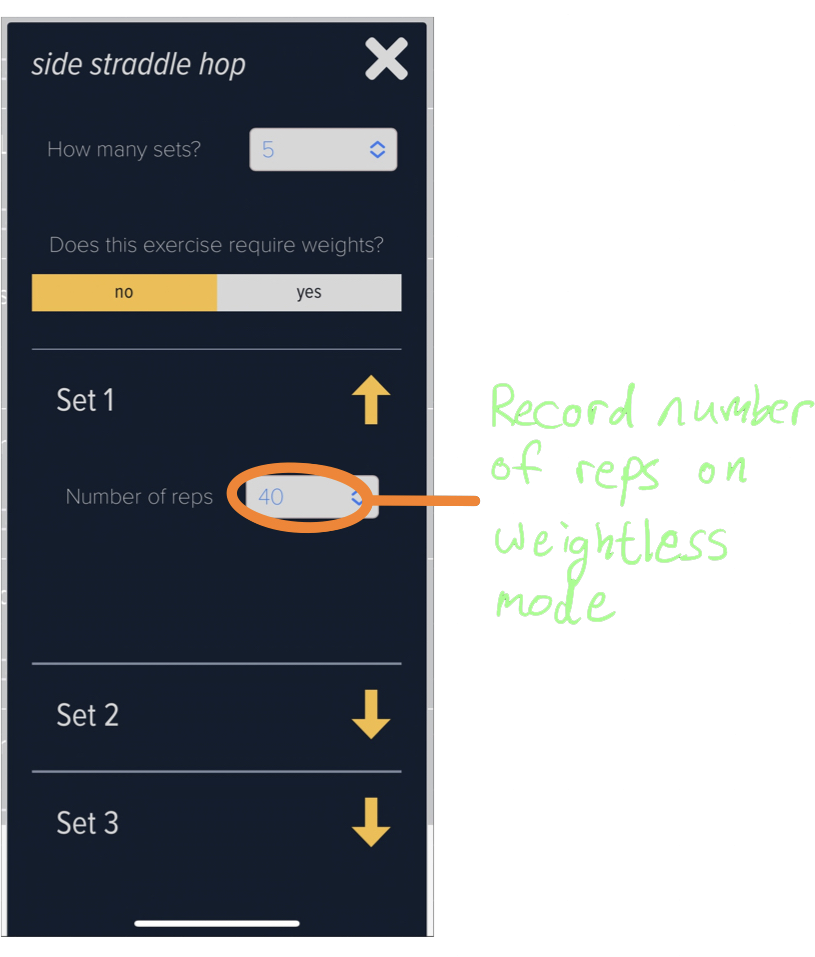 side straddle hop
How many sets? 5
Does this exercise require weights?
no yes
Set 1
Number of reps 40
Set 2
Set 3
Record number
of reps on
weightless
mode